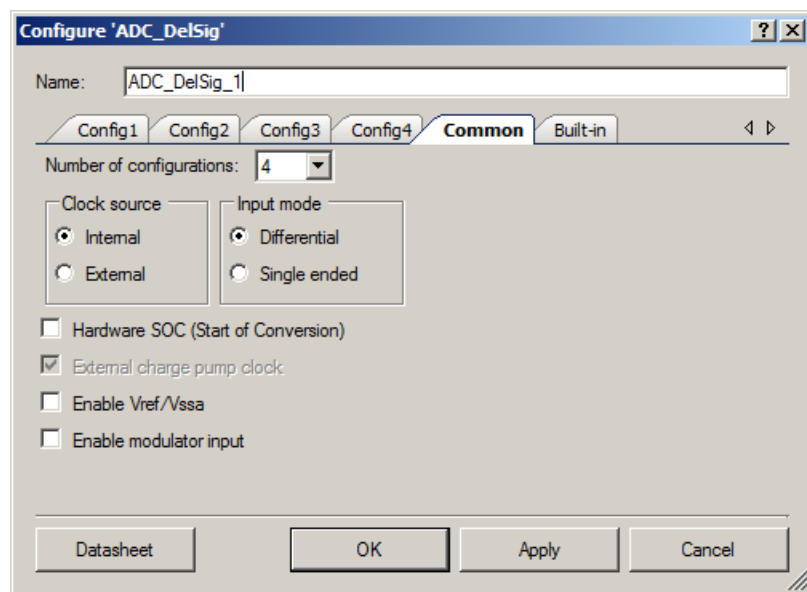 Configure 'ADC_DelSig'
Name: ADC_DelSig_1
Config1 Config2 Config3 Config4 Common Built-in
Number of configurations: 4
Clock source Input mode
Internal Differential
External Single ended
Hardware SOC (Start of Conversion)
External charge pump clock
Enable Vref/Vssa
Enable modulator input
Datasheet OK Apply Cancel